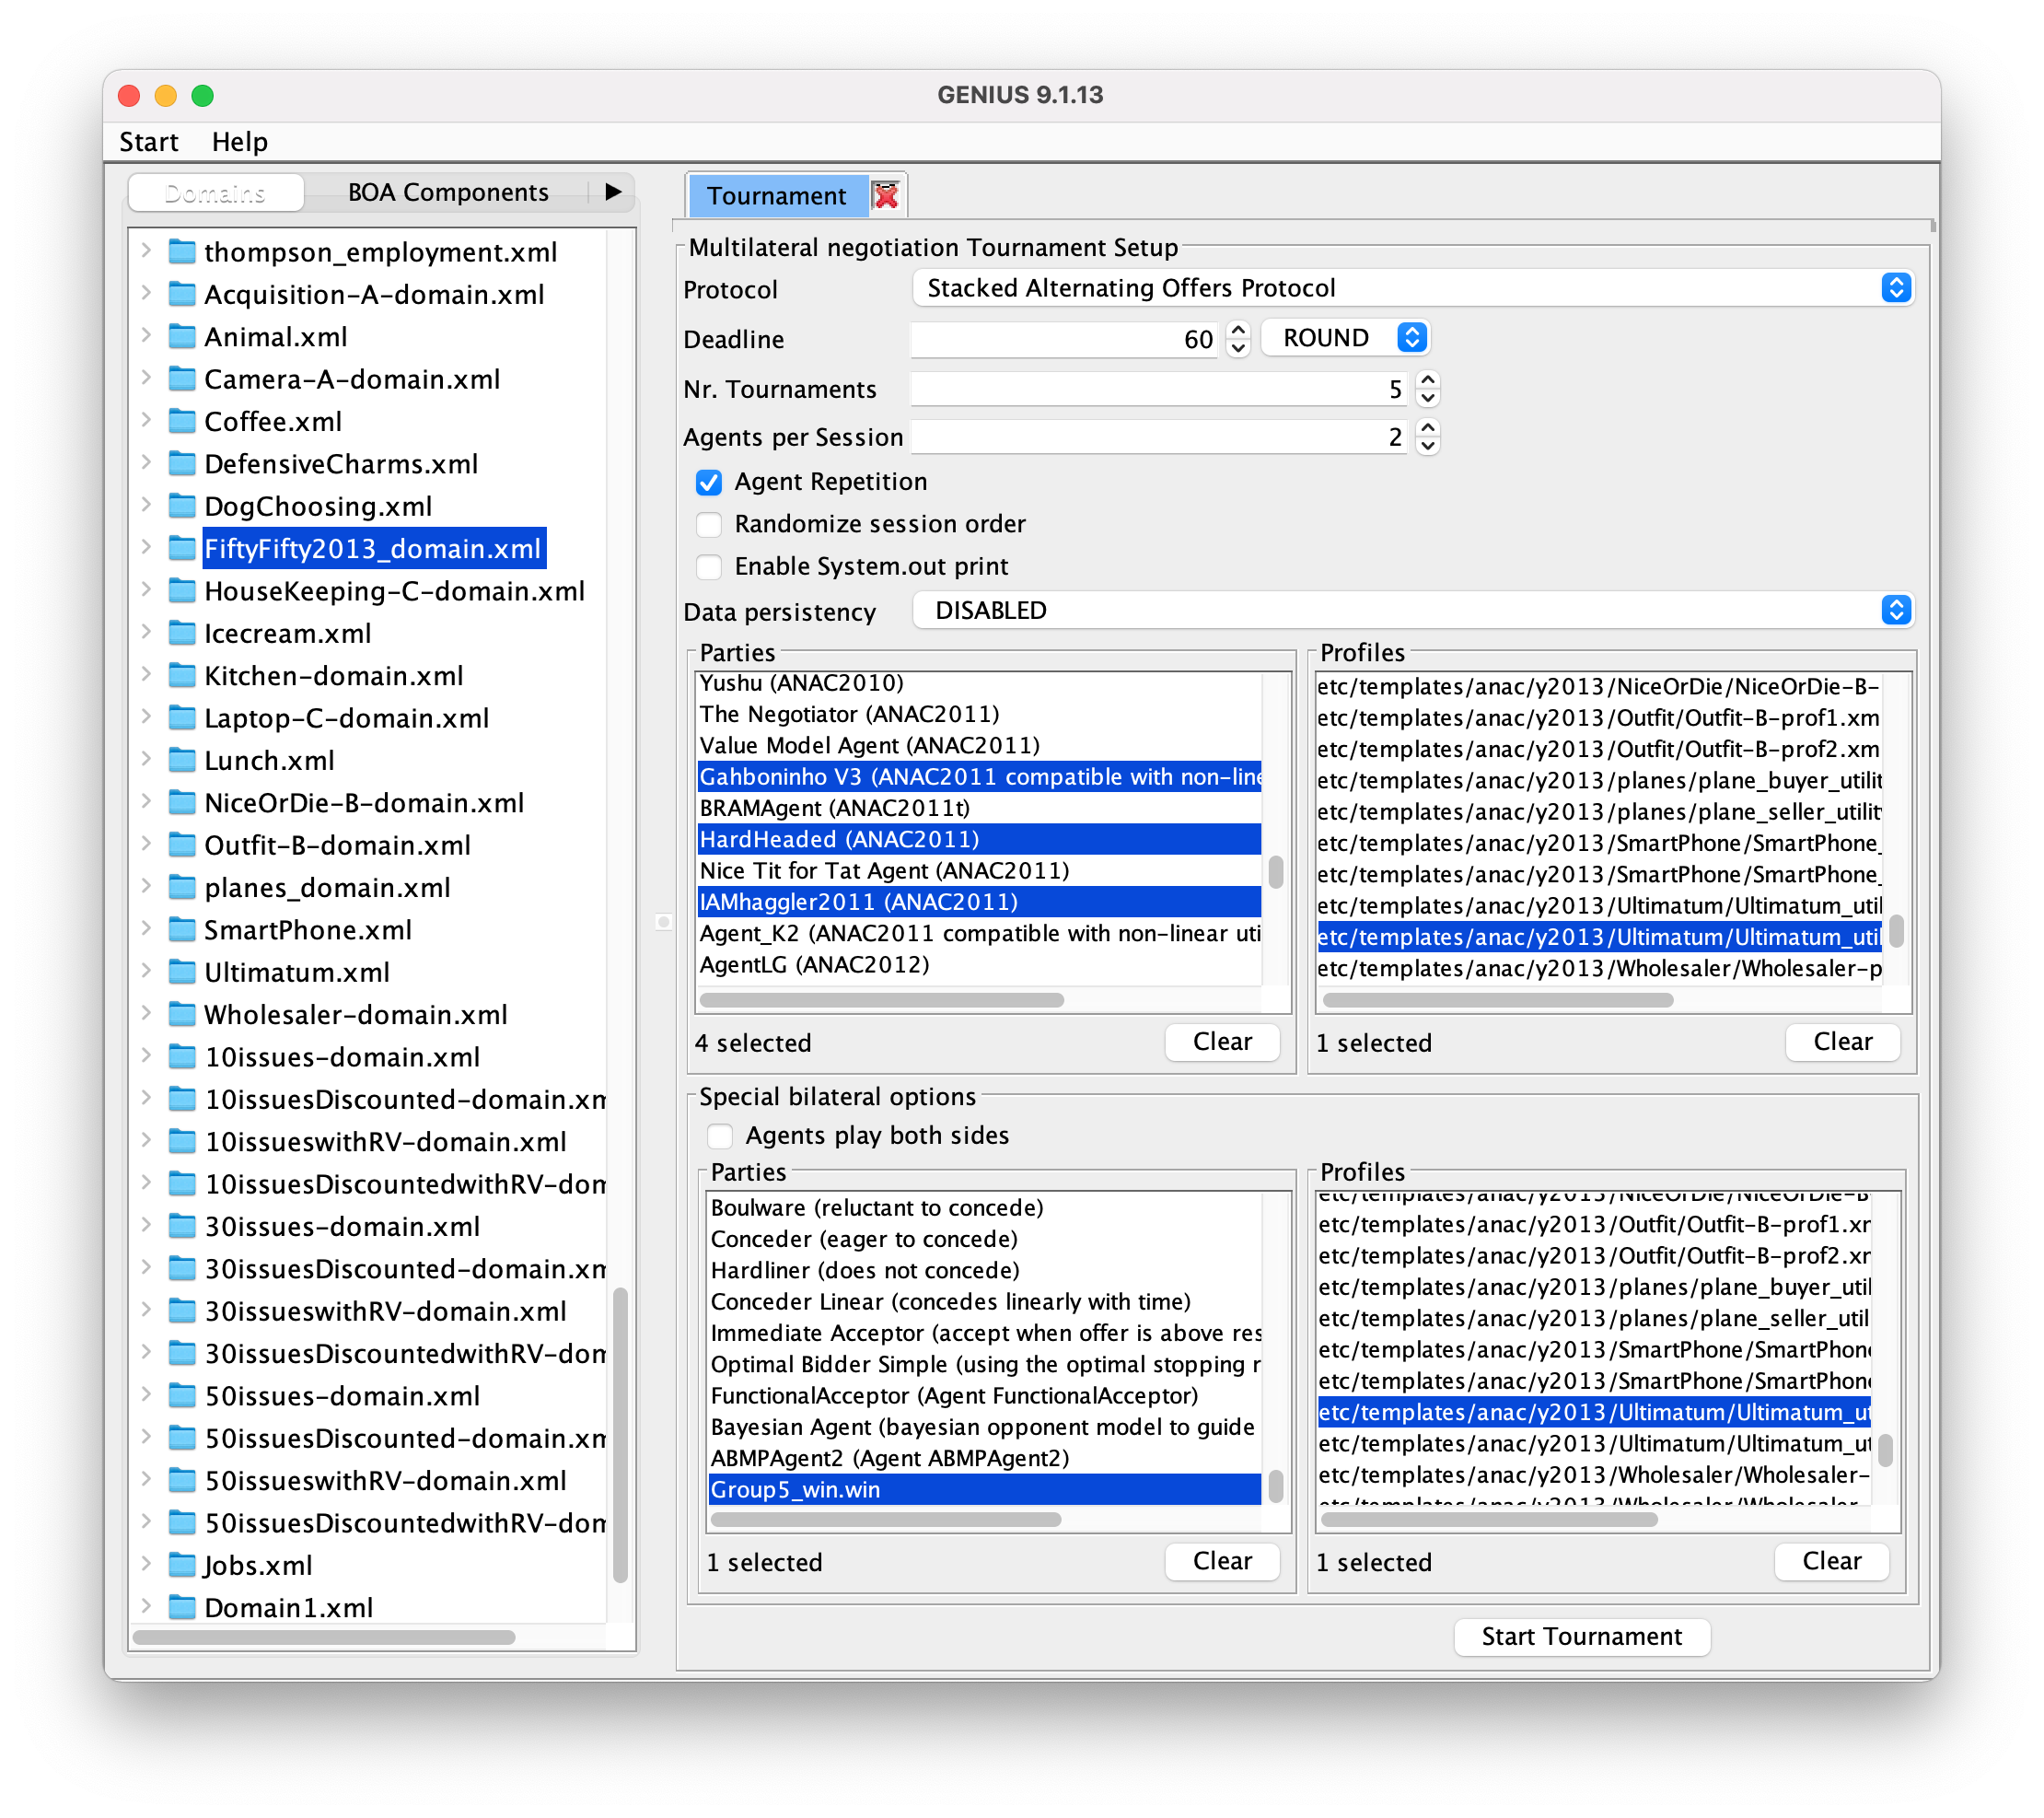 GENIUS 9.1.13
Start Help
Domains BOA Components
thompson_employment.xml
Acquisition-A-domain.xml
Animal.xml
Camera-A-domain.xml
Coffee.xml
DefensiveCharms.xml
DogChoosing.xml
FiftyFifty2013_domain.xml
HouseKeeping-C-domain.xml
Icecream.xml
Kitchen-domain.xml
Laptop-C-domain.xml
Lunch.xml
NiceOrDie-B-domain.xml
Outfit-B-domain.xml
planes_domain.xml
SmartPhone.xml
Ultimatum.xml
Wholesaler-domain.xml
10issues-domain.xml
10issuesDiscounted-domain.xm
10issueswithRV-domain.xml
10issuesDiscountedwithRV-dom
30issues-domain.xml
30issuesDiscounted-domain.xm
30issueswithRV-domain.xml
30issuesDiscountedwithRV-dom
50issues-domain.xml
50issuesDiscounted-domain.xm
50issueswithRV-domain.xml
50issuesDiscountedwithRV-dom
Jobs.xml
Domain1.xml
Tournament
Multilateral negotiation Tournament Setup
Protocol Stacked Alternating Offers Protocol
Deadline 60 ROUND
Nr. Tournaments 5
Agents per Session 2
Agent Repetition
Randomize session order
Enable System.out print
Data persistency DISABLED
Parties
Yushu (ANAC2010)
The Negotiator (ANAC2011)
Value Model Agent (ANAC2011)
Gahboninho V3 (ANAC2011 compatible with non-line
BRAMAgent (ANAC2011t)
HardHeaded (ANAC2011)
Nice Tit for Tat Agent (ANAC2011)
IAMhaggler2011 (ANAC2011)
Agent_K2 (ANAC2011 compatible with non-linear uti
AgentLG (ANAC2012)
4 selected Clear
Profiles
etc/templates/anac/y2013/NiceOrDie/NiceOrDie-B-
etc/templates/anac/y2013/Outfit/Outfit-B-prof1.xm
etc/templates/anac/y2013/Outfit/Outfit-B-prof2.xm
etc/templates/anac/y2013/planes/plane_buyer_utilit
etc/templates/anac/y2013/planes/plane_seller_utility
etc/templates/anac/y2013/SmartPhone/SmartPhone_
etc/templates/anac/y2013/SmartPhone/SmartPhone_
etc/templates/anac/y2013/Ultimatum/Ultimatum_util
etc/templates/anac/y2013/Ultimatum/Ultimatum_util
etc/templates/anac/y2013/Wholesaler/Wholesaler-p
1 selected Clear
Special bilateral options
Agents play both sides
Parties
Boulware (reluctant to concede)
Conceder (eager to concede)
Hardliner (does not concede)
Conceder Linear (concedes linearly with time)
Immediate Acceptor (accept when offer is above res
Optimal Bidder Simple (using the optimal stopping r
FunctionalAcceptor (Agent FunctionalAcceptor)
Bayesian Agent (bayesian opponent model to guide
ABMPAgent2 (Agent ABMPAgent2)
Group5_win.win
1 selected Clear
Profiles
etc/templates/anac/y2013/NiceOrDie/NiceOrDie-B
etc/templates/anac/y2013/Outfit/Outfit-B-prof1.xn
etc/templates/anac/y2013/Outfit/Outfit-B-prof2.xn
etc/templates/anac/y2013/planes/plane_buyer_util
etc/templates/anac/y2013/planes/plane_seller_util
etc/templates/anac/y2013/SmartPhone/SmartPhone
etc/templates/anac/y2013/SmartPhone/SmartPhone
etc/templates/anac/y2013/Ultimatum/Ultimatum_ut
etc/templates/anac/y2013/Ultimatum/Ultimatum_ut
etc/templates/anac/y2013/Wholesaler/Wholesaler-
etc/templates/anac/y2013/Wholesaler/Wholesaler
1 selected Clear
Start Tournament